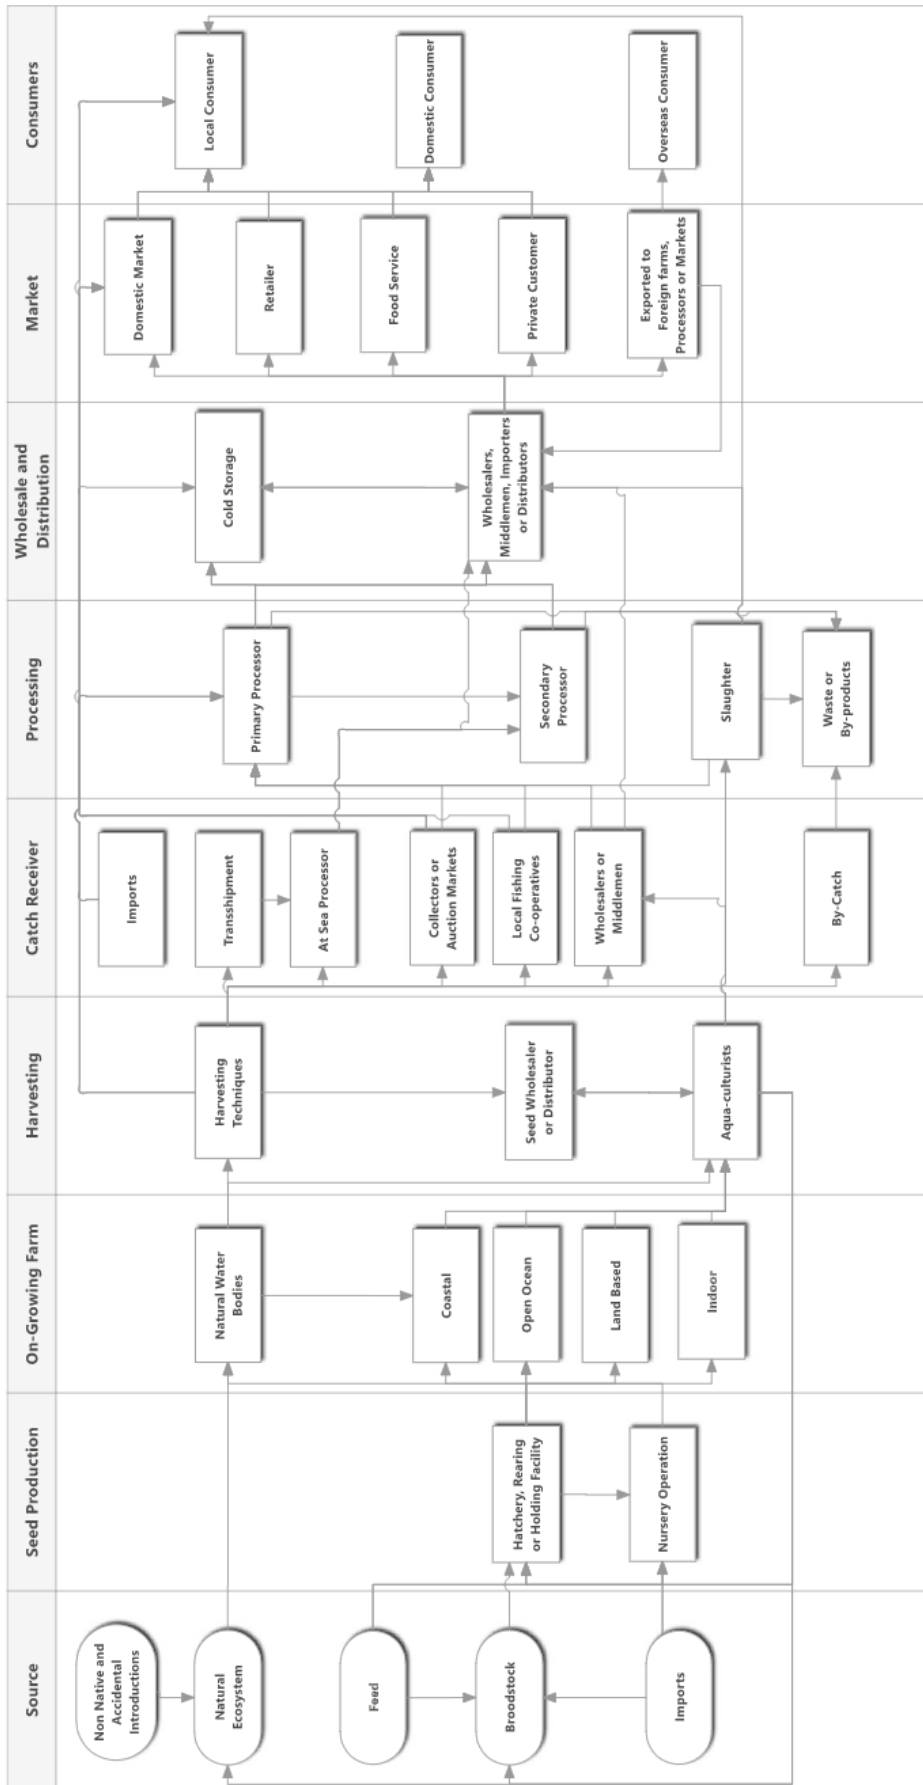 Source
Seed Production
On-Growing Farm
Harvesting
Catch Receiver
Processing
Wholesale and
Distribution
Market
Consumers
Non Native and
Accidental
Introductions
Natural
Ecosystem
Feed
Broodstock
Imports
Hatchery, Rearing
or Holding Facility
Nursery Operation
Natural Water
Bodies
Coastal
Open Ocean
Land Based
Indoor
Harvesting
Techniques
Seed Wholesaler
or Distributor
Aqua-culturists
Imports
Transshipment
At Sea Processor
Collectors or
Auction Markets
Local Fishing
Co-operatives
Wholesalers or
Middlemen
By-Catch
Primary Processor
Secondary
Processor
Slaughter
Waste or
By-products
Cold Storage
Wholesalers,
Middlemen, Importers
or Distributors
Domestic Market
Retailer
Food Service
Private Customer
Exported to
Foreign farms,
Processors or Markets
Local Consumer
Domestic Consumer
Overseas Consumer